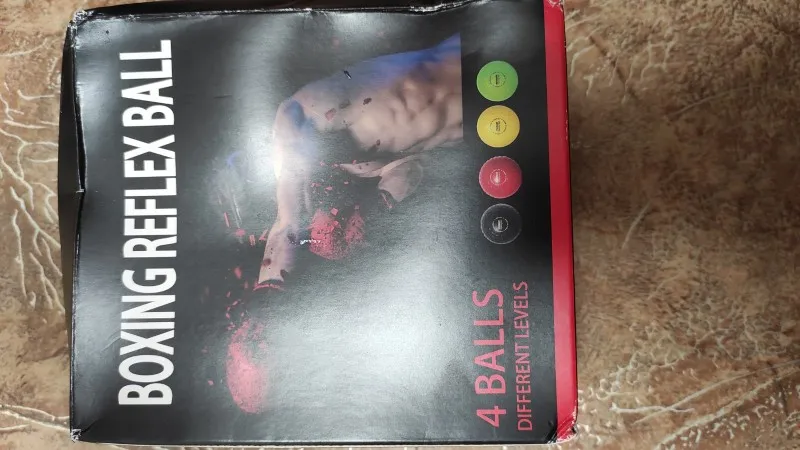 BOXING REFLEX BALL
4 BALLS
DIFFERENT LEVELS